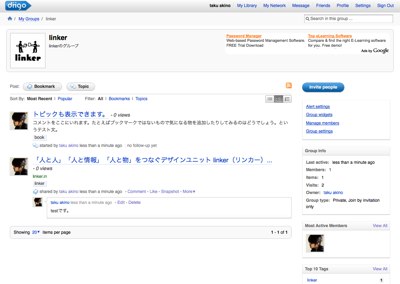 diigo
taku akino My Library My Network Message Friends Profile Settings Sign Out
My Groups / linker
Search in this group ...
linker
linkerのグループ
linker
Password Manager
Web-based Password Management Software.
FREE Trial Download
Top eLearning Software
Compare & find the right E-Learning software for you. Free trial.
Ads by Google
Post: Bookmark Topic
Sort By: Most Recent | Popular Filter: All | Bookmarks | Topics
トピックも表示できます。 - 0 views
コメントをここにいれます。たとえばブックマークではないもので気になる物を追加したりしてみるのはどうでしょう。というテスト文。
book
started by taku akino less than a minute ago no follow-up yet
「人と人」「人と情報」「人と物」をつなぐデザインユニット linker（リンカー）...
- 0 views
linker.in
linker
shared by taku akino less than a minute ago - Comment - Like - Snapshot - More
taku akino less than a minute ago - Edit - Delete
testです。
Showing 20 items per page
1 - 1 of 1
Invite people
Alert settings
Group widgets
Manage members
Group settings
Group Info
Last active: less than a minute ago
Members: 1
Items: 1
Visites: 2
Owner: taku akino
Group type: Private, Join by invitation only
Most Active Members View All
Top 10 Tags View All
linker 1